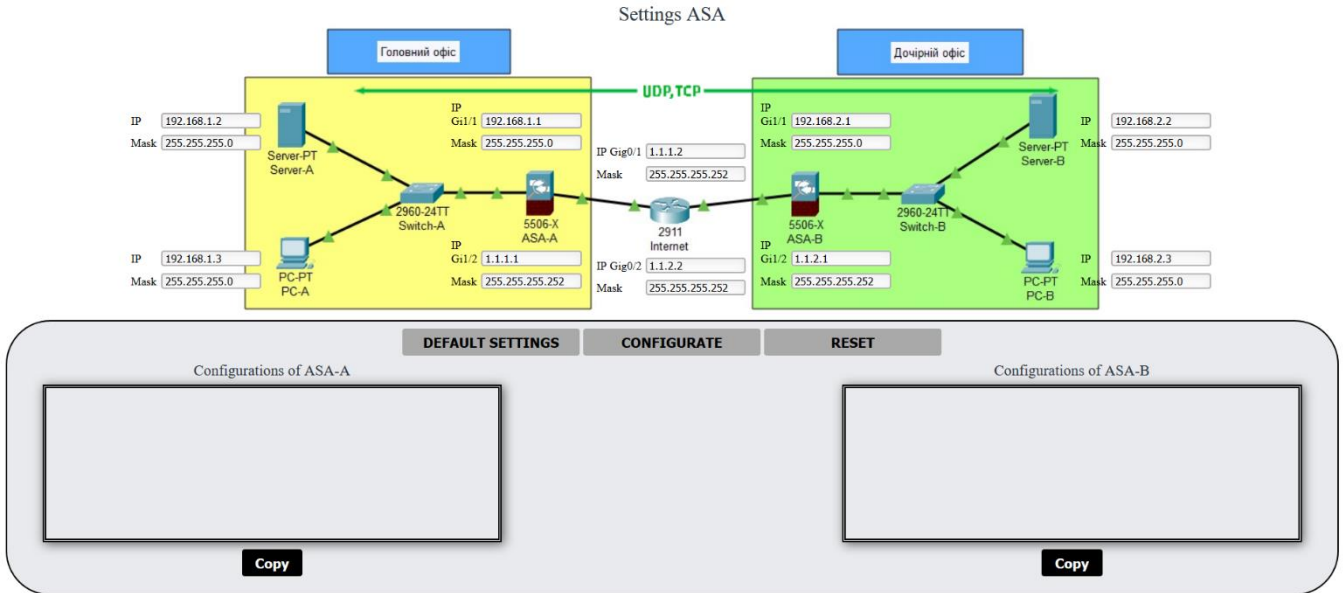 Settings ASA
Головний офіс
Дочірній офіс
UDP,TCP
IP 192.168.1.2
Mask 255.255.255.0
Server-PT
Server-A
IP
Gi1/1 192.168.1.1
Mask 255.255.255.0
IP Gig0/1 1.1.1.2
Mask 255.255.255.252
IP
Gi1/1 192.168.2.1
Mask 255.255.255.0
Server-PT
Server-B
IP 192.168.2.2
Mask 255.255.255.0
2960-24TT
Switch-A
5506-X
ASA-A
2911
Internet
5506-X
ASA-B
2960-24TT
Switch-B
IP 192.168.1.3
Mask 255.255.255.0
PC-PT
PC-A
IP
Gi1/2 1.1.1.1
Mask 255.255.255.252
IP Gig0/2 1.1.2.2
Mask 255.255.255.252
IP
Gi1/2 1.1.2.1
Mask 255.255.255.252
PC-PT
PC-B
IP 192.168.2.3
Mask 255.255.255.0
DEFAULT SETTINGS
CONFIGURATE
RESET
Configurations of ASA-A
Configurations of ASA-B
Copy
Copy